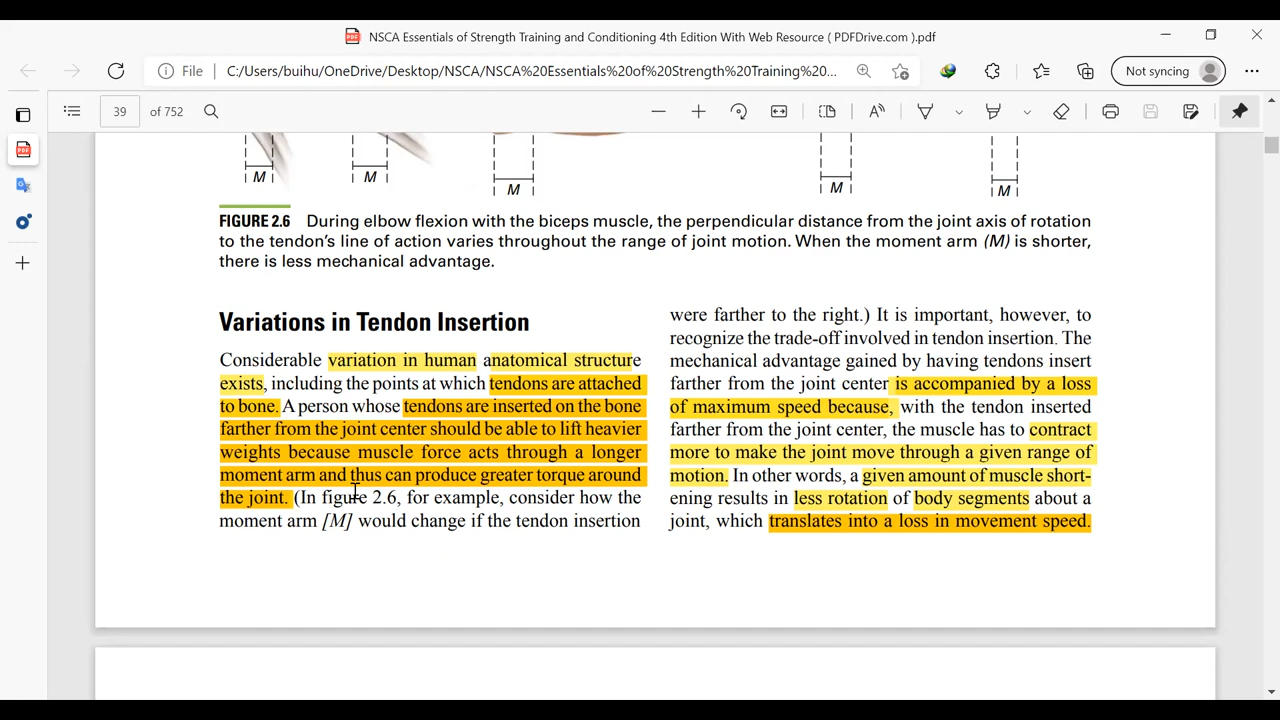 NSCA Essentials of Strength Training and Conditioning 4th Edition With Web Resource ( PDFDrive.com ).pdf
File C:/Users/buihu/OneDrive/Desktop/NSCA/NSCA%20Essentials%20of%20Strength%20Training%20... Not syncing
39 of 752
M M M M M
FIGURE 2.6 During elbow flexion with the biceps muscle, the perpendicular distance from the joint axis of rotation
to the tendon's line of action varies throughout the range of joint motion. When the moment arm (M) is shorter,
there is less mechanical advantage.
Variations in Tendon Insertion
Considerable variation in human anatomical structure
exists, including the points at which tendons are attached
to bone. A person whose tendons are inserted on the bone
farther from the joint center should be able to lift heavier
weights because muscle force acts through a longer
moment arm and thus can produce greater torque around
the joint. (In figure 2.6, for example, consider how the
moment arm [M] would change if the tendon insertion
were farther to the right.) It is important, however, to
recognize the trade-off involved in tendon insertion. The
mechanical advantage gained by having tendons insert
farther from the joint center is accompanied by a loss
of maximum speed because, with the tendon inserted
farther from the joint center, the muscle has to contract
more to make the joint move through a given range of
motion. In other words, a given amount of muscle short-
ening results in less rotation of body segments about a
joint, which translates into a loss in movement speed.